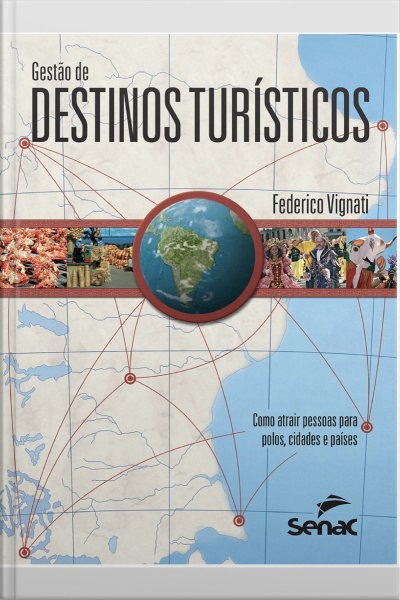 Gestão de
DESTINOS TURÍSTICOS
Federico Vignati
Como atrair pessoas para
polos, cidades e países
Senac